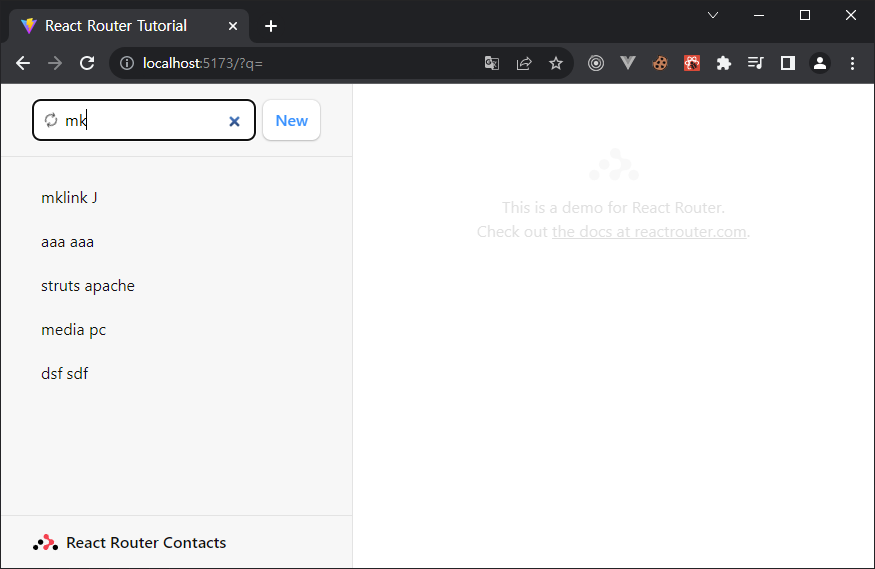 React Router Tutorial
localhost:5173/?q=
mk
New
mklink J
aaa aaa
struts apache
media pc
dsf sdf
React Router Contacts
This is a demo for React Router.
Check out the docs at reactrouter.com.